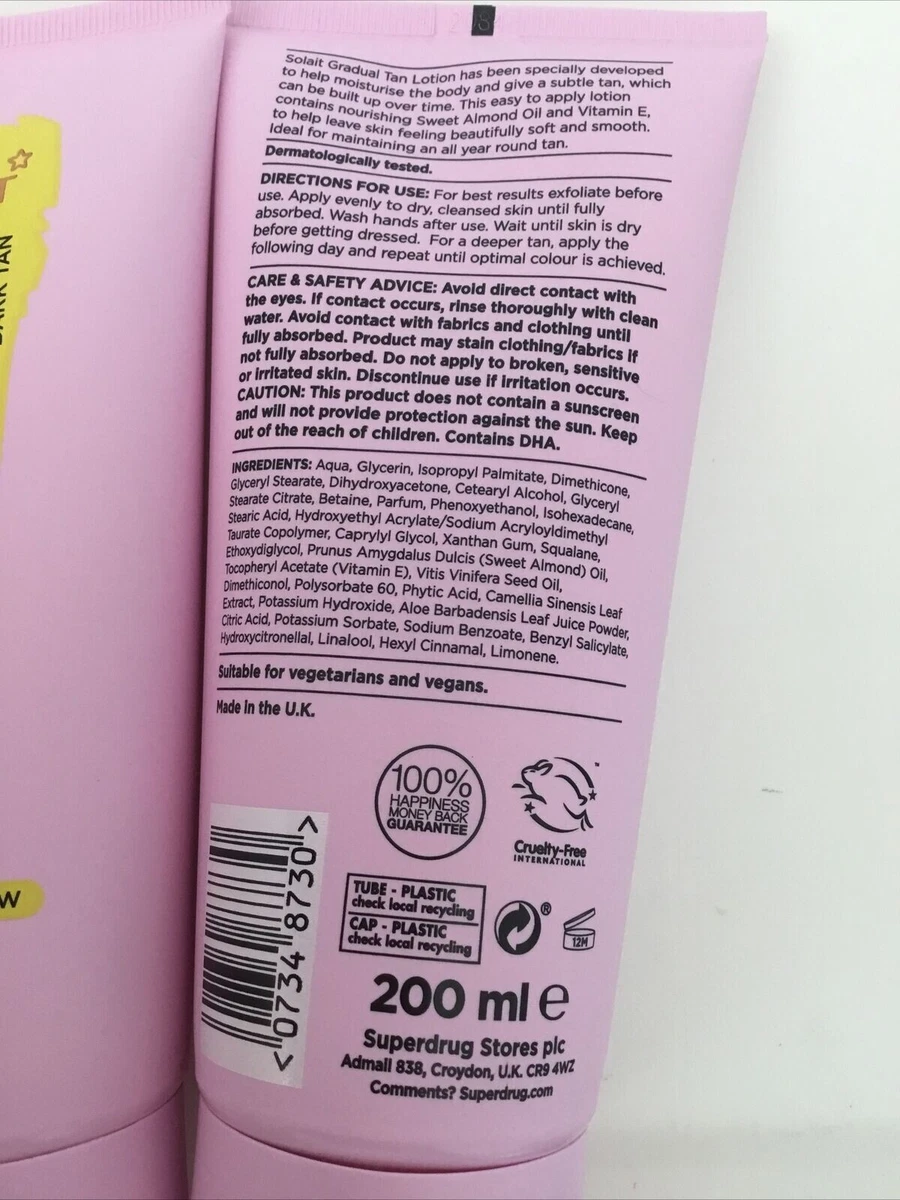 Solait Gradual Tan Lotion has been specially developed
to help moisturise the body and give a subtle tan, which
can be built up over time. This easy to apply lotion
contains nourishing Sweet Almond Oil and Vitamin E,
to help leave skin feeling beautifully soft and smooth.
Ideal for maintaining an all year round tan.
Dermatologically tested.
DIRECTIONS FOR USE: For best results exfoliate before
use. Apply evenly to dry, cleansed skin until fully
absorbed. Wash hands after use. Wait until skin is dry
before getting dressed. For a deeper tan, apply the
following day and repeat until optimal colour is achieved.
CARE & SAFETY ADVICE: Avoid direct contact with
the eyes. If contact occurs, rinse thoroughly with clean
water. Avoid contact with fabrics and clothing until
fully absorbed. Product may stain clothing/fabrics if
not fully absorbed. Do not apply to broken, sensitive
or irritated skin. Discontinue use if irritation occurs.
CAUTION: This product does not contain a sunscreen
and will not provide protection against the sun. Keep
out of the reach of children. Contains DHA.
INGREDIENTS: Aqua, Glycerin, Isopropyl Palmitate, Dimethicone,
Glyceryl Stearate, Dihydroxyacetone, Cetearyl Alcohol, Glyceryl
Stearate Citrate, Betaine, Parfum, Phenoxyethanol, Isohexadecane,
Stearic Acid, Hydroxyethyl Acrylate/Sodium Acryloyldimethyl
Taurate Copolymer, Caprylyl Glycol, Xanthan Gum, Squalane,
Ethoxydiglycol, Prunus Amygdalus Dulcis (Sweet Almond) Oil,
Tocopheryl Acetate (Vitamin E), Vitis Vinifera Seed Oil,
Dimethiconol, Polysorbate 60, Phytic Acid, Camellia Sinensis Leaf
Extract, Potassium Hydroxide, Aloe Barbadensis Leaf Juice Powder,
Citric Acid, Potassium Sorbate, Sodium Benzoate, Benzyl Salicylate,
Hydroxycitronellal, Linalool, Hexyl Cinnamal, Limonene.
Suitable for vegetarians and vegans.
Made in the U.K.
100%
HAPPINESS
MONEY BACK
GUARANTEE
Cruelty-Free
INTERNATIONAL
TUBE - PLASTIC
check local recycling
CAP - PLASTIC
check local recycling
12M
<0734 8730>
200 ml e
Superdrug Stores plc
Admail 838, Croydon, U.K. CR9 4WZ
Comments? Superdrug.com
TAN
W